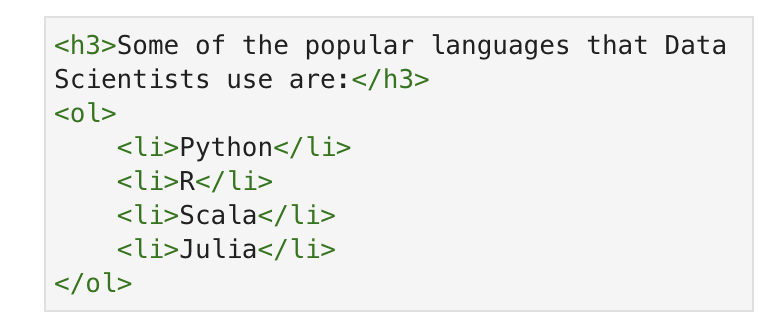 <h3>Some of the popular languages that Data
Scientists use are:</h3>
<ol>
    <li>Python</li>
    <li>R</li>
    <li>Scala</li>
    <li>Julia</li>
</ol>